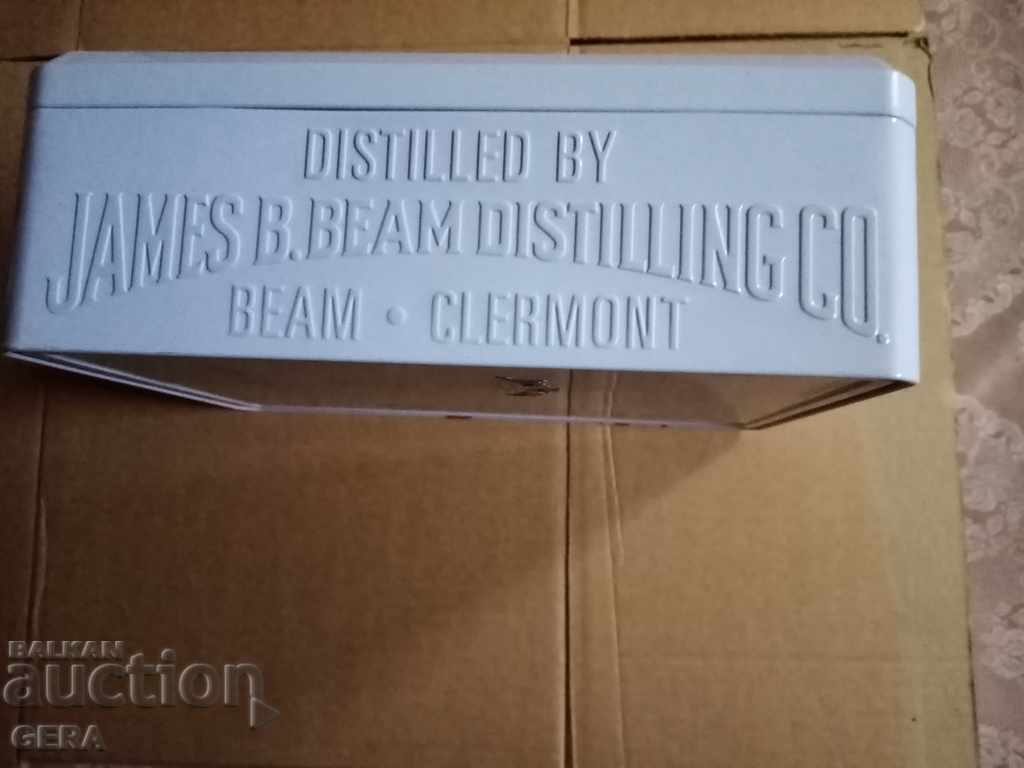 DISTILLED BY
JAMES B. BEAM DISTILLING CO.
BEAM • CLERMONT
BALKAN
auction
GERA